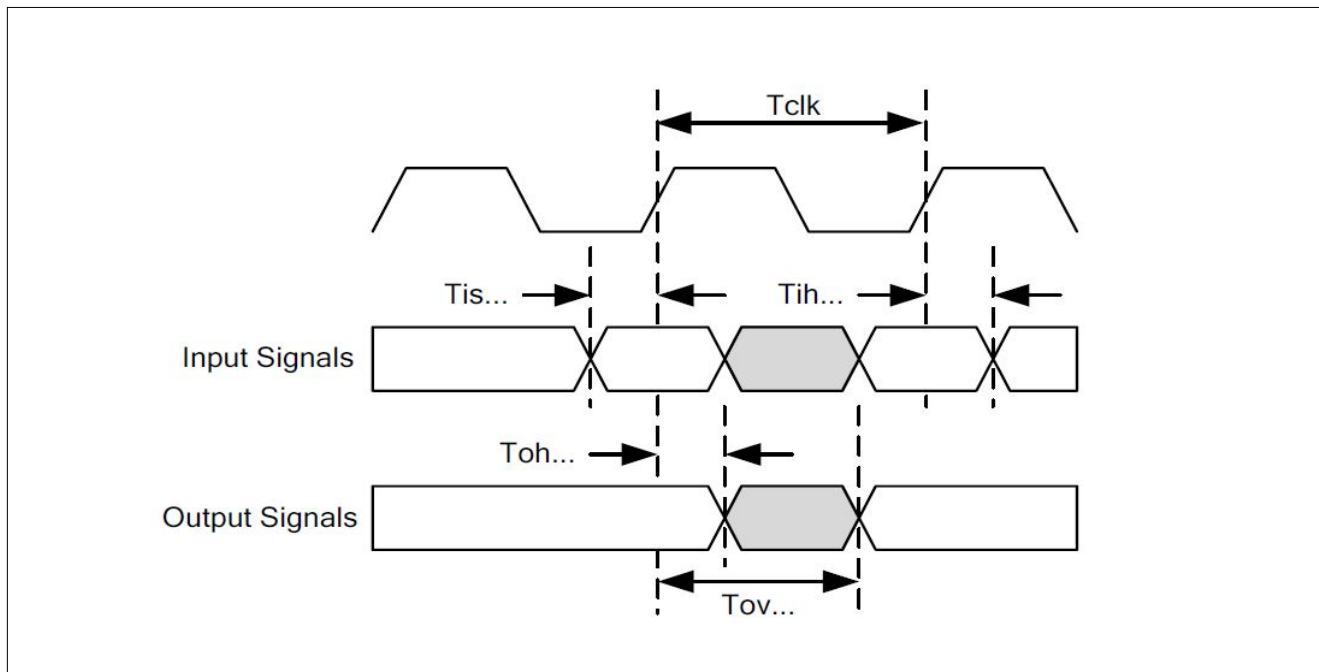 Tclk
Tis...
Tih...
Input Signals
Toh...
Output Signals
Tov...